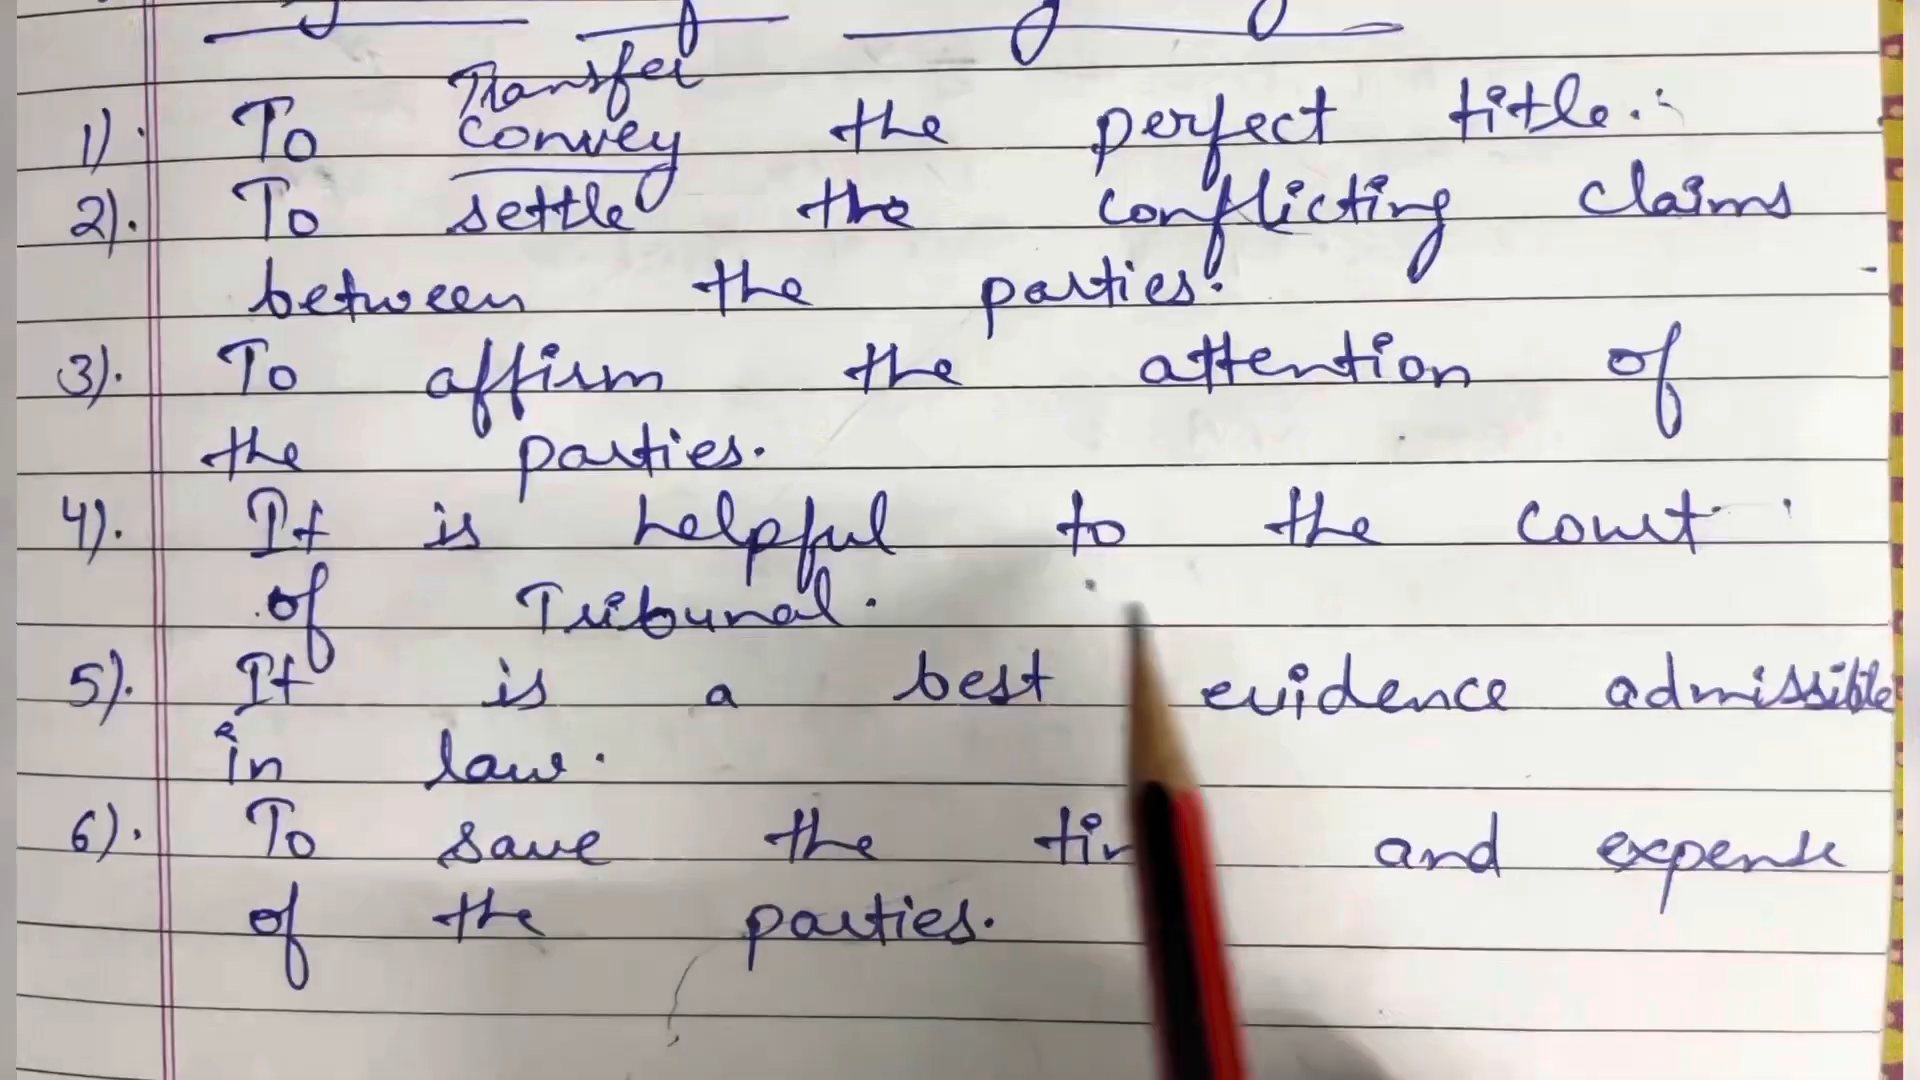 Transfer
1). To convey the perfect title.
2). To settle the conflicting claims
between the parties.
3). To affirm the attention of
the parties.
4). It is helpful to the court
of Tribunal.
5). It is a best evidence admissible
in law.
6). To save the and expense
of the parties.